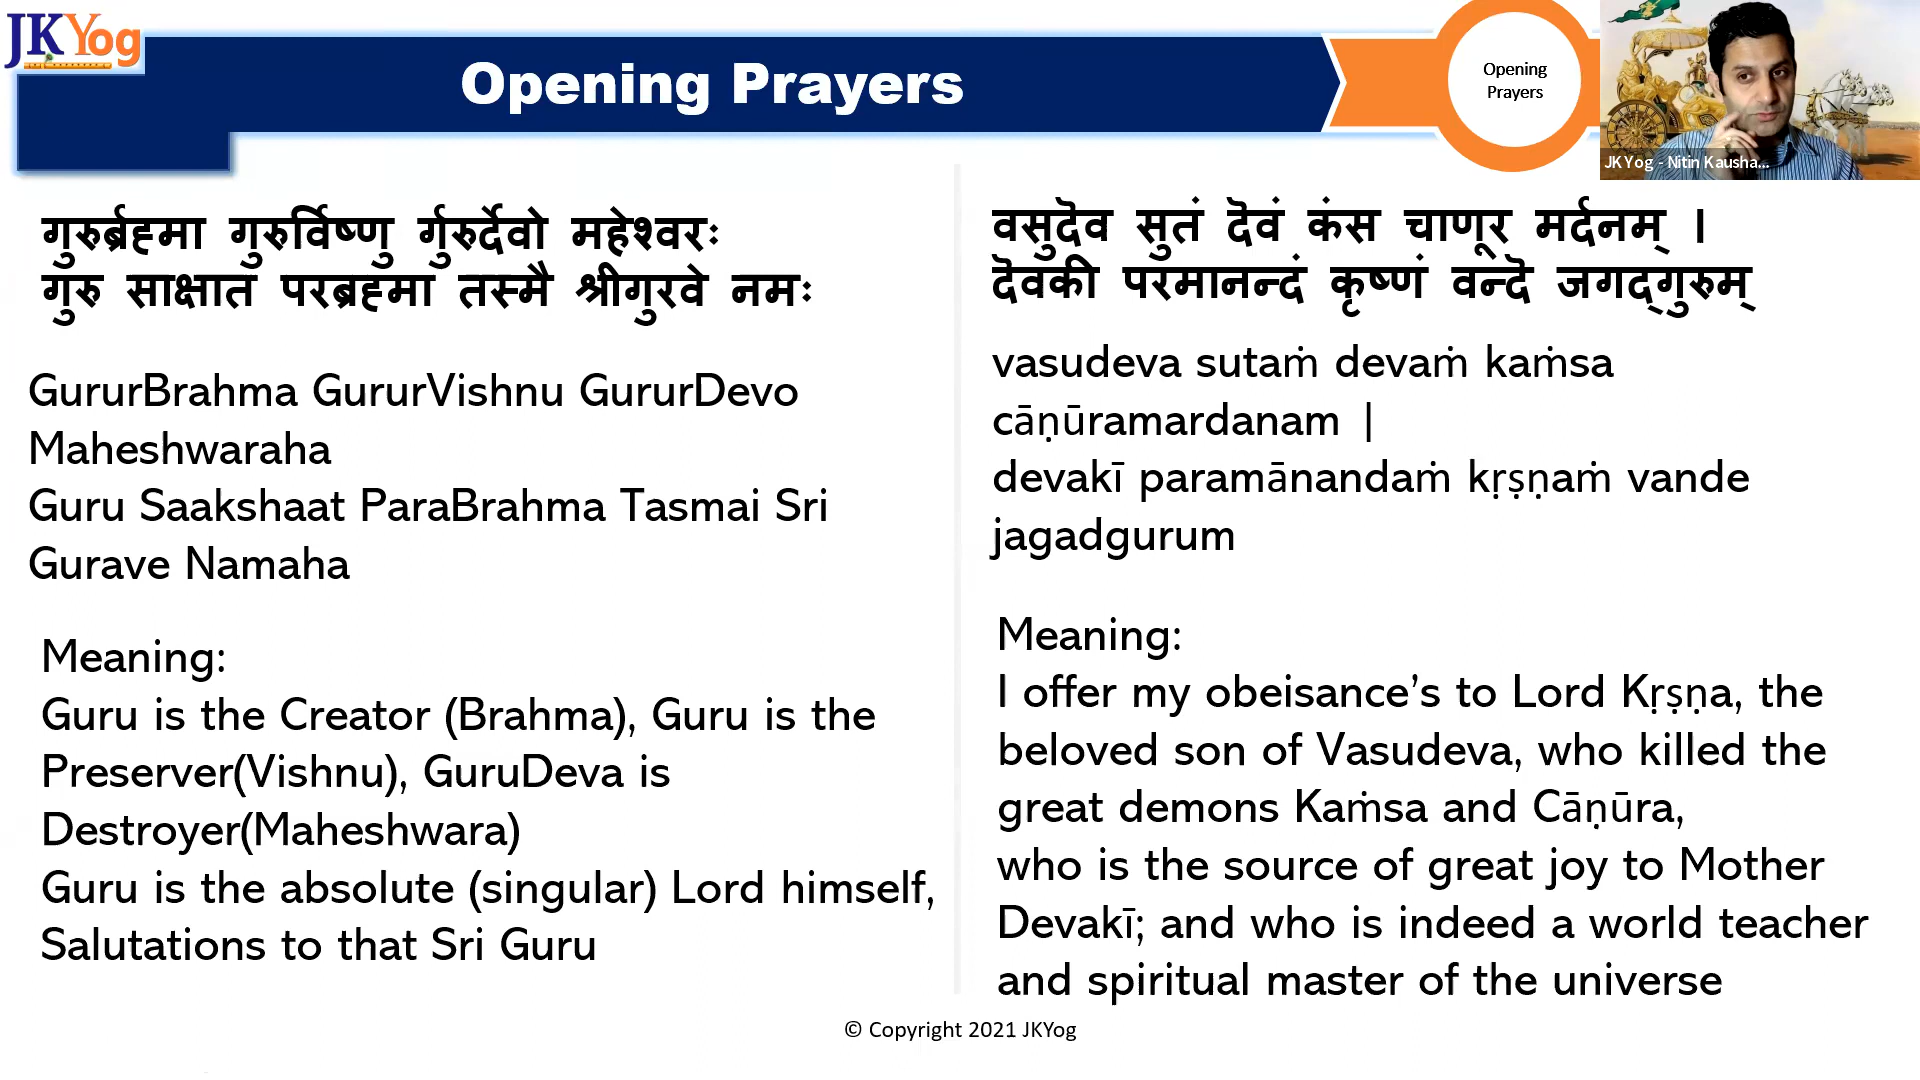 JKYog
Opening Prayers
Opening
Prayers
JKYog - Nitin Kausha...
गुरुर्ब्रह्मा गुरुर्विष्णु र्गुरुर्देवो महेश्वरः
गुरु साक्षात परब्रह्मा तस्मै श्रीगुरवे नमः
GururBrahma GururVishnu GururDevo
Maheshwaraha
Guru Saakshaat ParaBrahma Tasmai Sri
Gurave Namaha
Meaning:
Guru is the Creator (Brahma), Guru is the
Preserver(Vishnu), GuruDeva is
Destroyer(Maheshwara)
Guru is the absolute (singular) Lord himself,
Salutations to that Sri Guru
वसुदॆव सुतं दॆवं कंस चाणूर मर्दनम् ।
दॆवकी परमानन्दं कृष्णं वन्दॆ जगद्गुरुम्
vasudeva sutaṁ devaṁ kaṁsa
cāṇūramardanam |
devakī paramānandaṁ kṛṣṇaṁ vande
jagadgurum
Meaning:
I offer my obeisance’s to Lord Kṛṣṇa, the
beloved son of Vasudeva, who killed the
great demons Kaṁsa and Cāṇūra,
who is the source of great joy to Mother
Devakī; and who is indeed a world teacher
and spiritual master of the universe
© Copyright 2021 JKYog